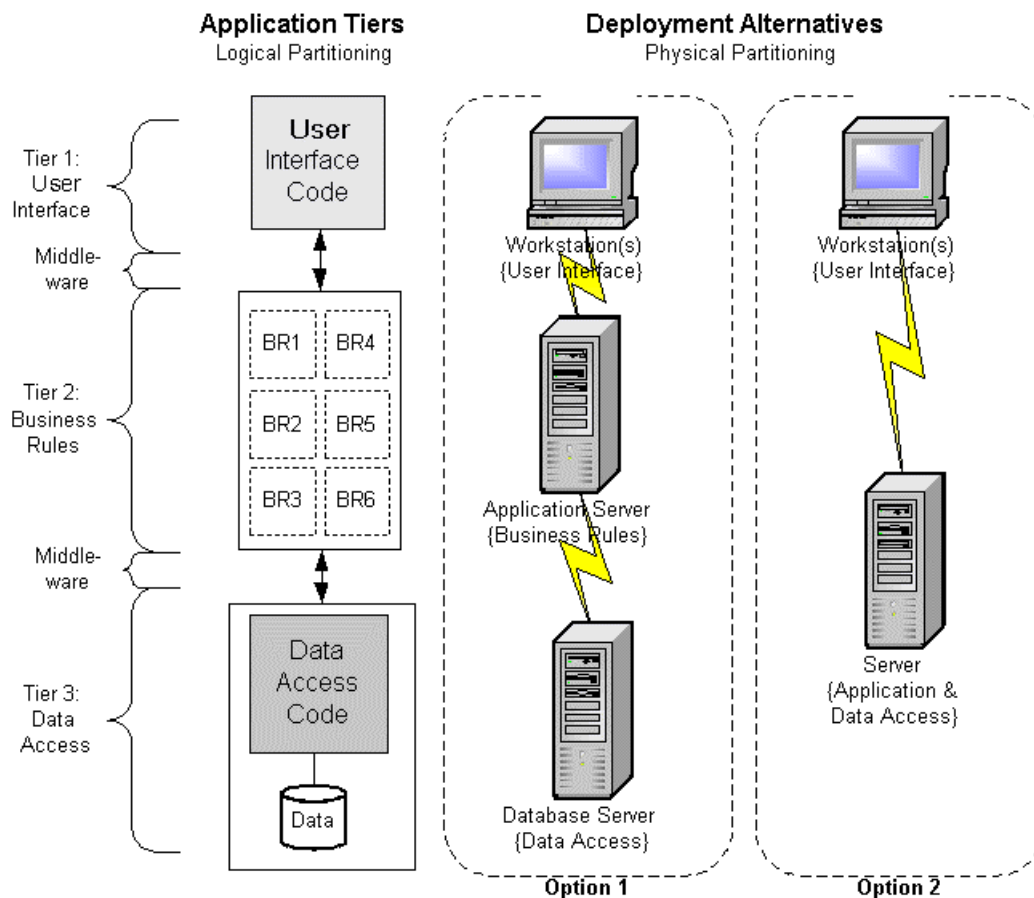 Application Tiers
Logical Partitioning
Deployment Alternatives
Physical Partitioning
Tier 1:
User
Interface
Middle-
ware
Tier 2:
Business
Rules
Middle-
ware
Tier 3:
Data
Access
User
Interface
Code
BR1
BR4
BR2
BR5
BR3
BR6
Data
Access
Code
Data
Workstation(s)
{User Interface}
Application Server
{Business Rules}
Database Server
{Data Access}
Option 1
Workstation(s)
{User Interface}
Server
{Application &
Data Access}
Option 2